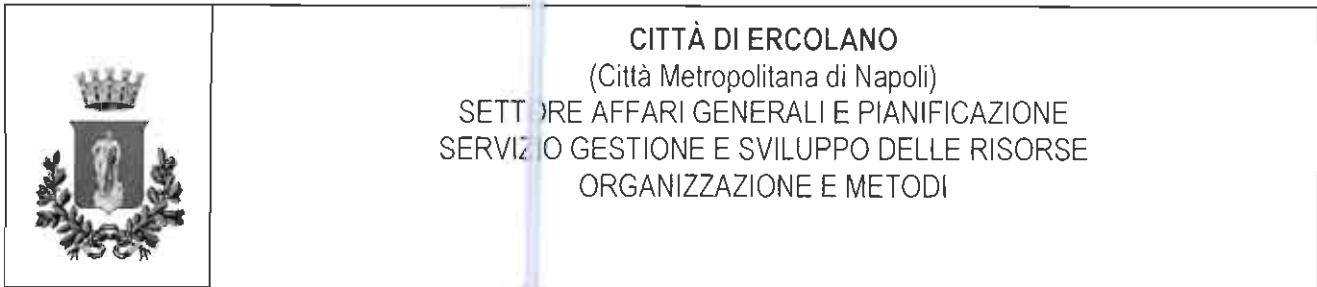 CITTÀ DI ERCOLANO
(Città Metropolitana di Napoli)
SETTORE AFFARI GENERALI E PIANIFICAZIONE
SERVIZIO GESTIONE E SVILUPPO DELLE RISORSE
ORGANIZZAZIONE E METODI